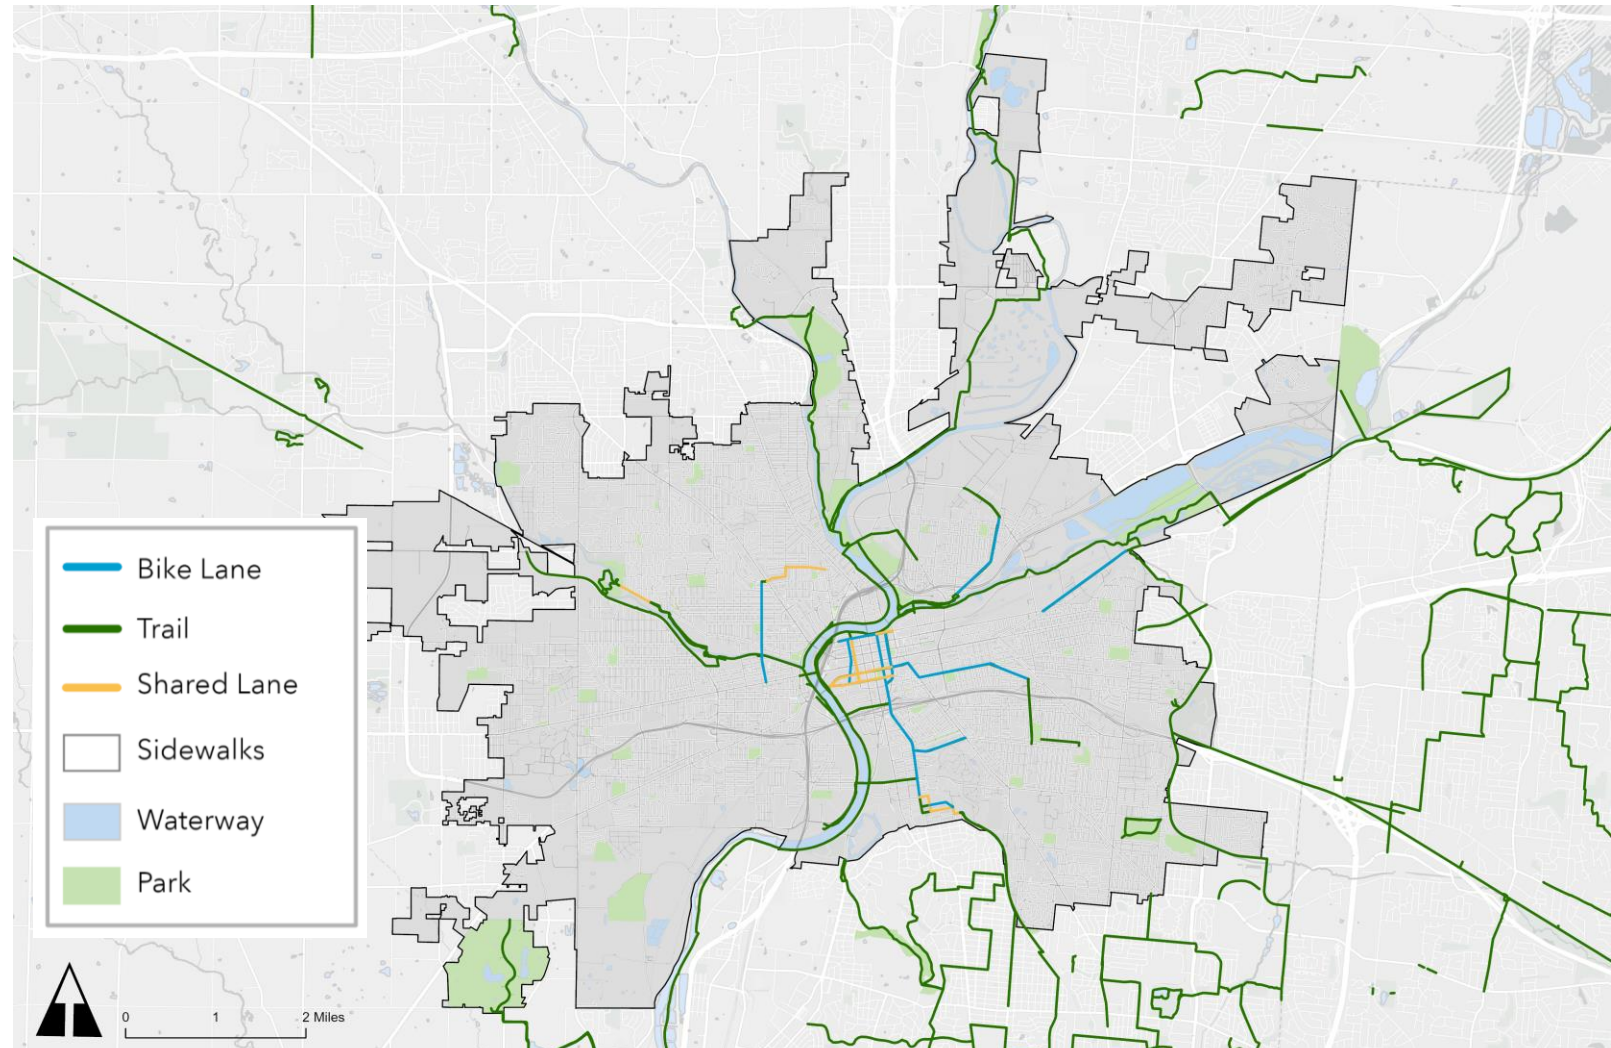 Bike Lane
Trail
Shared Lane
Sidewalks
Waterway
Park
0 1 2 Miles